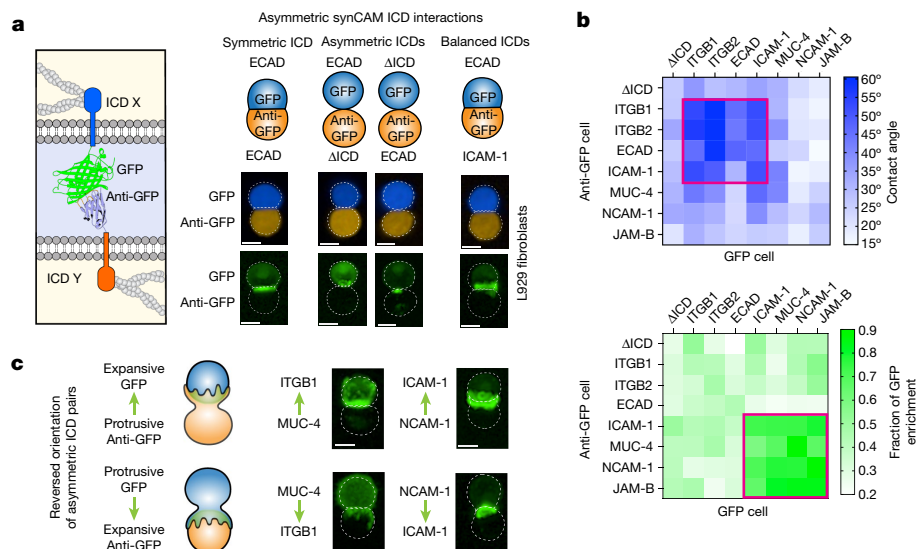 a
Asymmetric synCAM ICD interactions
Symmetric ICD
Asymmetric ICDs
Balanced ICDs
ECAD
ECAD
ΔICD
ECAD
GFP
GFP
GFP
GFP
Anti-
GFP
Anti-
GFP
Anti-
GFP
Anti-
GFP
ECAD
ΔICD
ECAD
ICAM-1
ICD X
GFP
Anti-GFP
ICD Y
GFP
Anti-GFP
GFP
Anti-GFP
L929 fibroblasts
b
ΔICD
ITGB1
ITGB2
ECAD
ICAM-1
MUC-4
NCAM-1
JAM-B
ΔICD
ITGB1
ITGB2
ECAD
ICAM-1
MUC-4
NCAM-1
JAM-B
Anti-GFP cell
GFP cell
60°
55°
50°
45°
40°
35°
30°
25°
20°
15°
Contact angle
ΔICD
ITGB1
MUC-4
ITGB2
ECAD
ICAM-1
MUC-4
NCAM-1
JAM-B
ΔICD
ITGB1
ITGB2
ECAD
ICAM-1
MUC-4
NCAM-1
JAM-B
Anti-GFP cell
GFP cell
0.9
0.8
0.7
0.6
0.5
0.4
0.3
0.2
Fraction of GFP
enrichment
c
Reversed orientation
of asymmetric ICD pairs
Expansive
GFP
Protrusive
Anti-GFP
ITGB1
MUC-4
ICAM-1
NCAM-1
Protrusive
GFP
Expansive
Anti-GFP
MUC-4
ITGB1
NCAM-1
ICAM-1